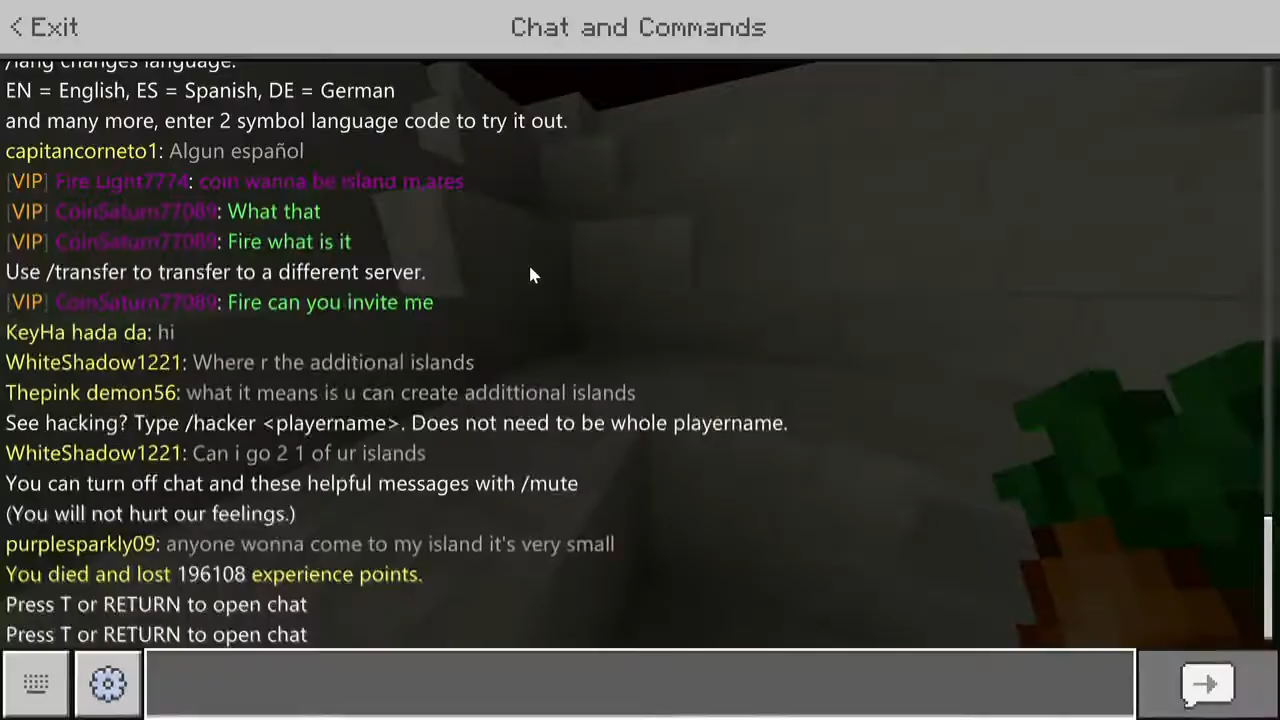 < Exit
Chat and Commands
/lang changes language.
EN = English, ES = Spanish, DE = German
and many more, enter 2 symbol language code to try it out.
capitancorneto1: Algun español
[VIP] Fire Light7774: coin wanna be island m,ates
[VIP] CoinSaturn77089: What that
[VIP] CoinSaturn77089: Fire what is it
Use /transfer to transfer to a different server.
[VIP] CoinSaturn77089: Fire can you invite me
KeyHa hada da: hi
WhiteShadow1221: Where r the additional islands
Thepink demon56: what it means is u can create addittional islands
See hacking? Type /hacker <playername>. Does not need to be whole playername.
WhiteShadow1221: Can i go 2 1 of ur islands
You can turn off chat and these helpful messages with /mute
(You will not hurt our feelings.)
purplesparkly09: anyone wonna come to my island it's very small
You died and lost 196108 experience points.
Press T or RETURN to open chat
Press T or RETURN to open chat